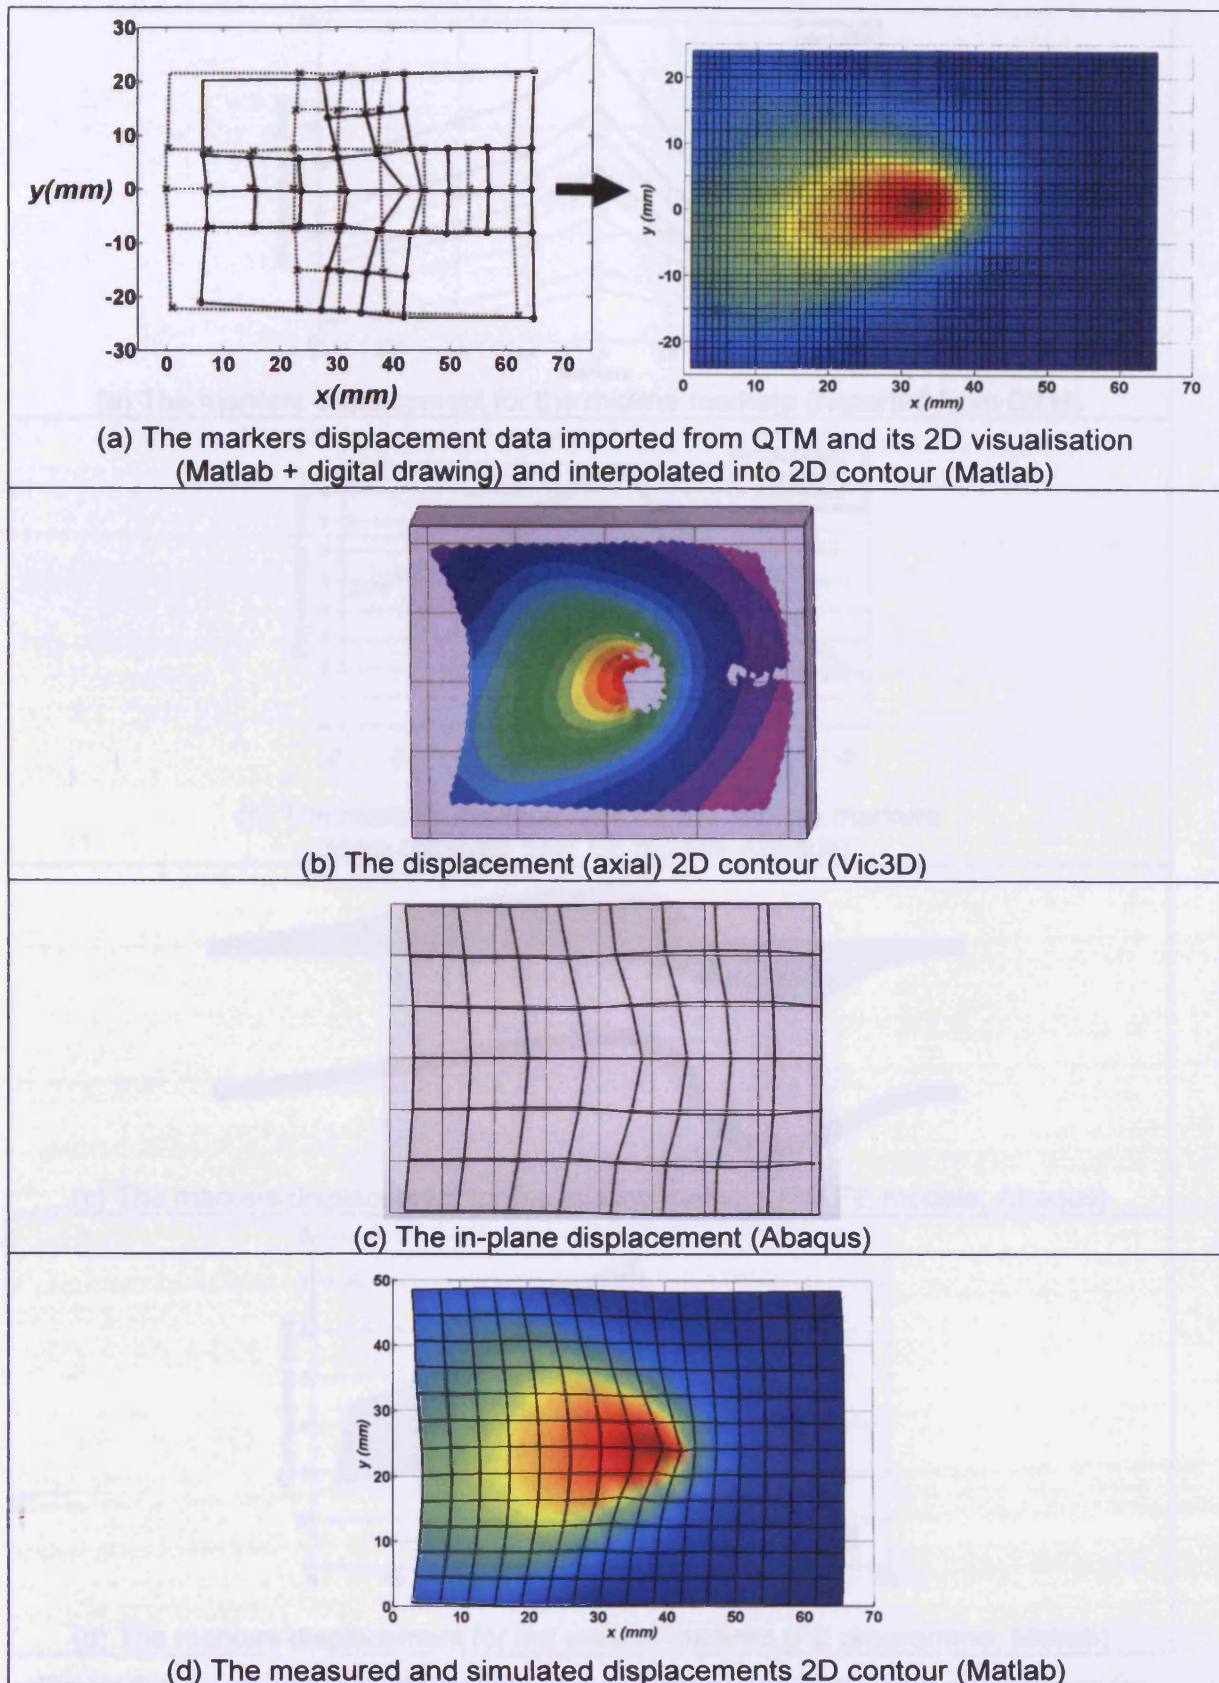 30
20
10
0
-10
-20
-30
y(mm)
0 10 20 30 40 50 60 70
x(mm)
20
10
0
-10
-20
y (mm)
0 10 20 30 40 50 60 70
x (mm)
(a) The markers displacement data imported from QTM and its 2D visualisation
(Matlab + digital drawing) and interpolated into 2D contour (Matlab)
(b) The displacement (axial) 2D contour (Vic3D)
(c) The in-plane displacement (Abaqus)
50
40
30
20
10
0
y (mm)
0 10 20 30 40 50 60 70
x (mm)
(d) The measured and simulated displacements 2D contour (Matlab)